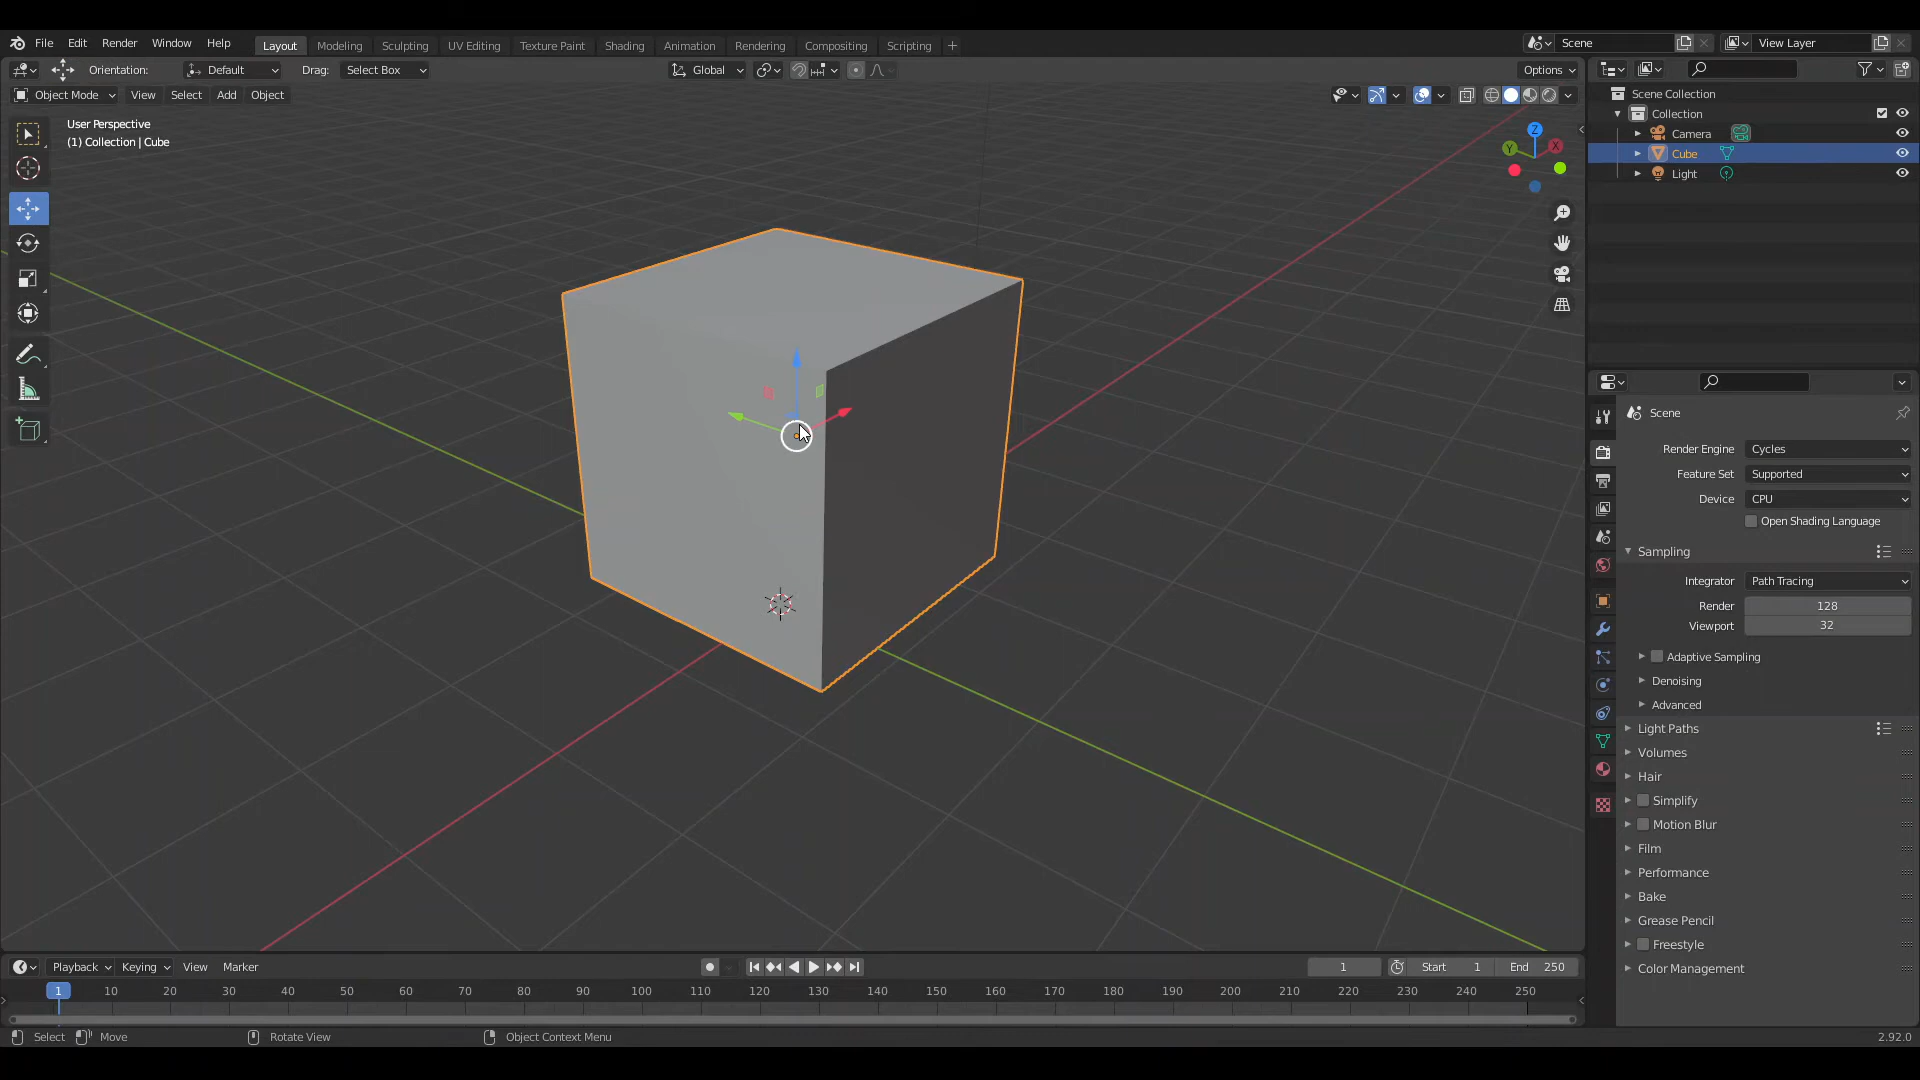 File Edit Render Window Help Layout Modeling Sculpting UV Editing Texture Paint Shading Animation Rendering Compositing Scripting + Scene View Layer
Orientation: Default Drag: Select Box Global Options
Object Mode View Select Add Object
User Perspective
(1) Collection | Cube
Z
Y
X
Scene Collection
Collection
Camera
Cube
Light
Scene
Render Engine Cycles
Feature Set Supported
Device CPU
Open Shading Language
Sampling
Integrator Path Tracing
Render 128
Viewport 32
Adaptive Sampling
Denoising
Advanced
Light Paths
Volumes
Hair
Simplify
Motion Blur
Film
Performance
Bake
Grease Pencil
Freestyle
Color Management
Playback Keying View Marker 1 Start 1 End 250
1 10 20 30 40 50 60 70 80 90 100 110 120 130 140 150 160 170 180 190 200 210 220 230 240 250
Select Move Rotate View Object Context Menu 2.92.0